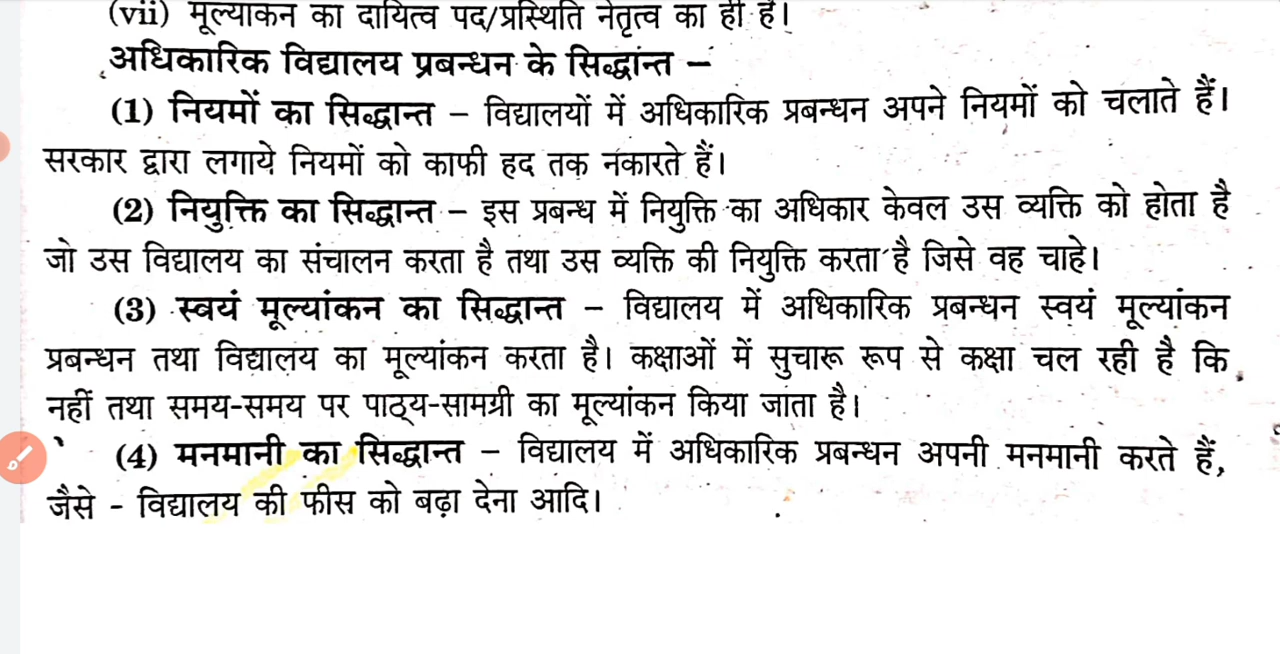 (vii) मूल्याकन का दायित्व पद/प्रस्थिति नेतृत्व का ही है।
अधिकारिक विद्यालय प्रबन्धन के सिद्धांन्त –
(1) नियमों का सिद्धान्त – विद्यालयों में अधिकारिक प्रबन्धन अपने नियमों को चलाते हैं।
सरकार द्वारा लगाये नियमों को काफी हद तक नकारते हैं।
(2) नियुक्ति का सिद्धान्त – इस प्रबन्ध में नियुक्ति का अधिकार केवल उस व्यक्ति को होता है
जो उस विद्यालय का संचालन करता है तथा उस व्यक्ति की नियुक्ति करता है जिसे वह चाहे।
(3) स्वयं मूल्यांकन का सिद्धान्त – विद्यालय में अधिकारिक प्रबन्धन स्वयं मूल्यांकन
प्रबन्धन तथा विद्यालय का मूल्यांकन करता है। कक्षाओं में सुचारू रूप से कक्षा चल रही है कि
नहीं तथा समय-समय पर पाठ्य-सामग्री का मूल्यांकन किया जाता है।
(4) मनमानी का सिद्धान्त – विद्यालय में अधिकारिक प्रबन्धन अपनी मनमानी करते हैं,
जैसे - विद्यालय की फीस को बढ़ा देना आदि।